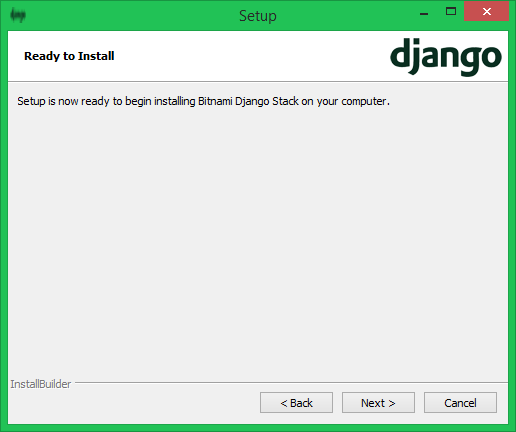 Setup
Ready to Install
django
Setup is now ready to begin installing Bitnami Django Stack on your computer.
InstallBuilder
< Back
Next >
Cancel